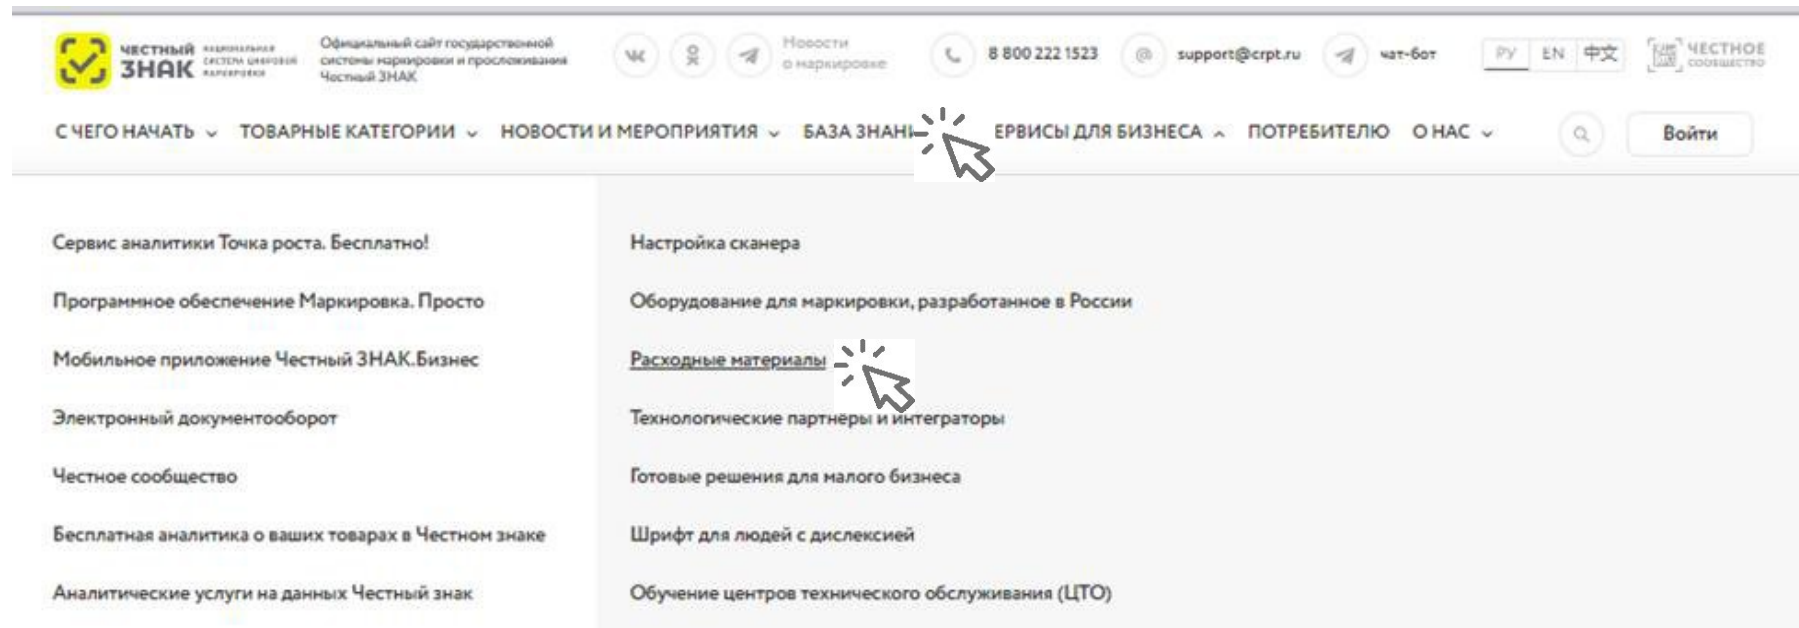 ЧЕСТНЫЙ
ЗНАК
НАЦИОНАЛЬНАЯ
СИСТЕМА ЦИФРОВОЙ
МАРКИРОВКИ
Официальный сайт государственной
системы маркировки и прослеживания
Честный ЗНАК
Новости
о маркировке
8 800 222 1523
support@crpt.ru
чат-бот
РУ EN 中文
ЧЕСТНОЕ
СООБЩЕСТВО
С ЧЕГО НАЧАТЬ ТОВАРНЫЕ КАТЕГОРИИ НОВОСТИ И МЕРОПРИЯТИЯ БАЗА ЗНАНИ ЕРВИСЫ ДЛЯ БИЗНЕСА ПОТРЕБИТЕЛЮ О НАС Войти
Сервис аналитики Точка роста. Бесплатно!
Программное обеспечение Маркировка. Просто
Мобильное приложение Честный ЗНАК.Бизнес
Электронный документооборот
Честное сообщество
Бесплатная аналитика о ваших товарах в Честном знаке
Аналитические услуги на данных Честный знак
Настройка сканера
Оборудование для маркировки, разработанное в России
Расходные материалы
Технологические партнеры и интеграторы
Готовые решения для малого бизнеса
Шрифт для людей с дислексией
Обучение центров технического обслуживания (ЦТО)